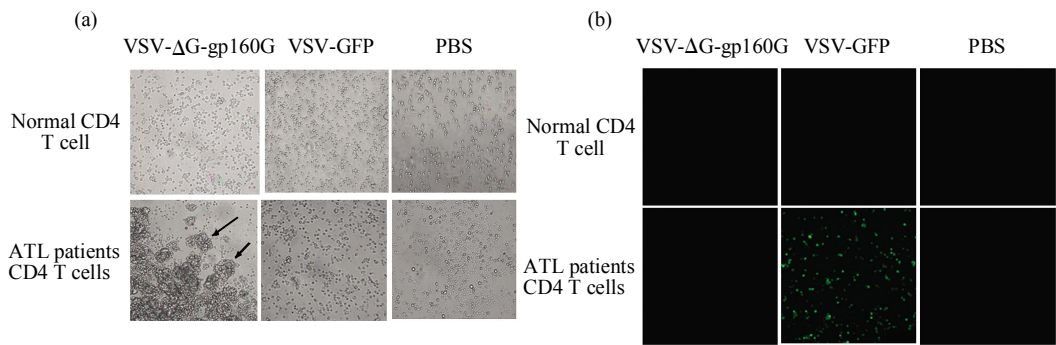 (a)
VSV-ΔG-gp160G VSV-GFP PBS
Normal CD4
T cell
ATL patients
CD4 T cells
(b)
VSV-ΔG-gp160G VSV-GFP PBS
Normal CD4
T cell
ATL patients
CD4 T cells